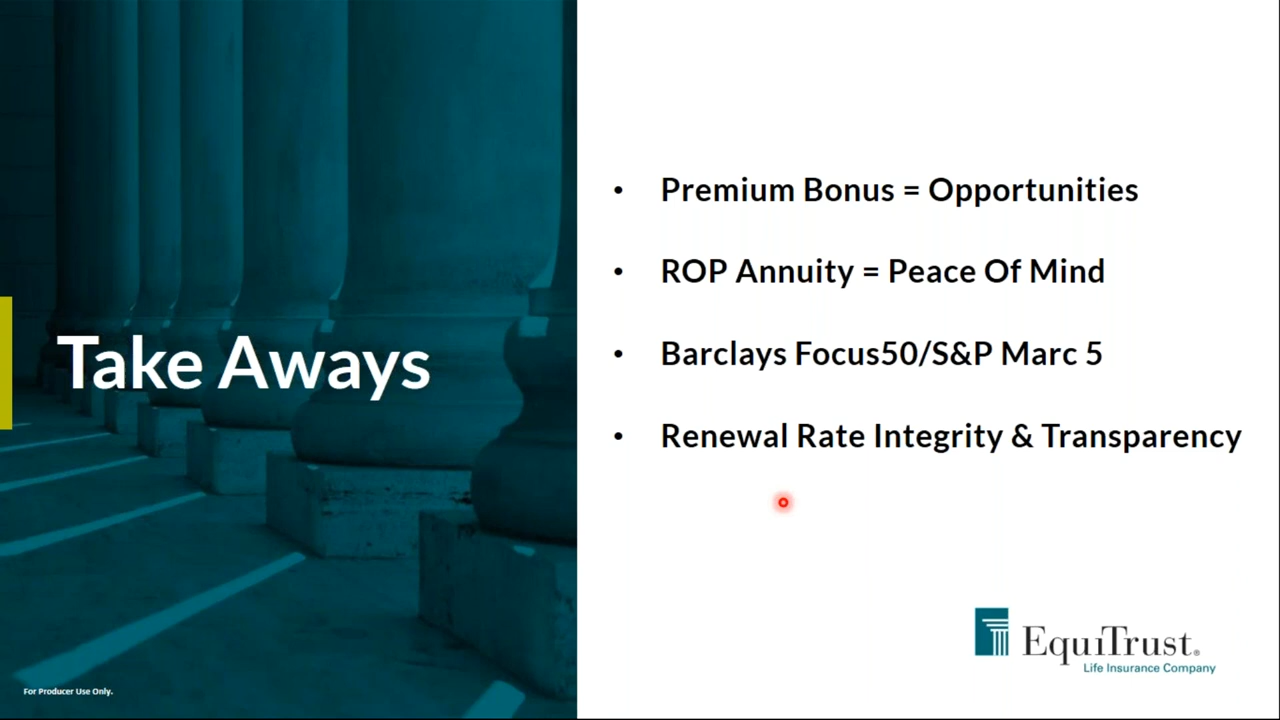 Take Aways
For Producer Use Only.
• Premium Bonus = Opportunities
• ROP Annuity = Peace Of Mind
• Barclays Focus50/S&P Marc 5
• Renewal Rate Integrity & Transparency
EquiTrust®
Life Insurance Company